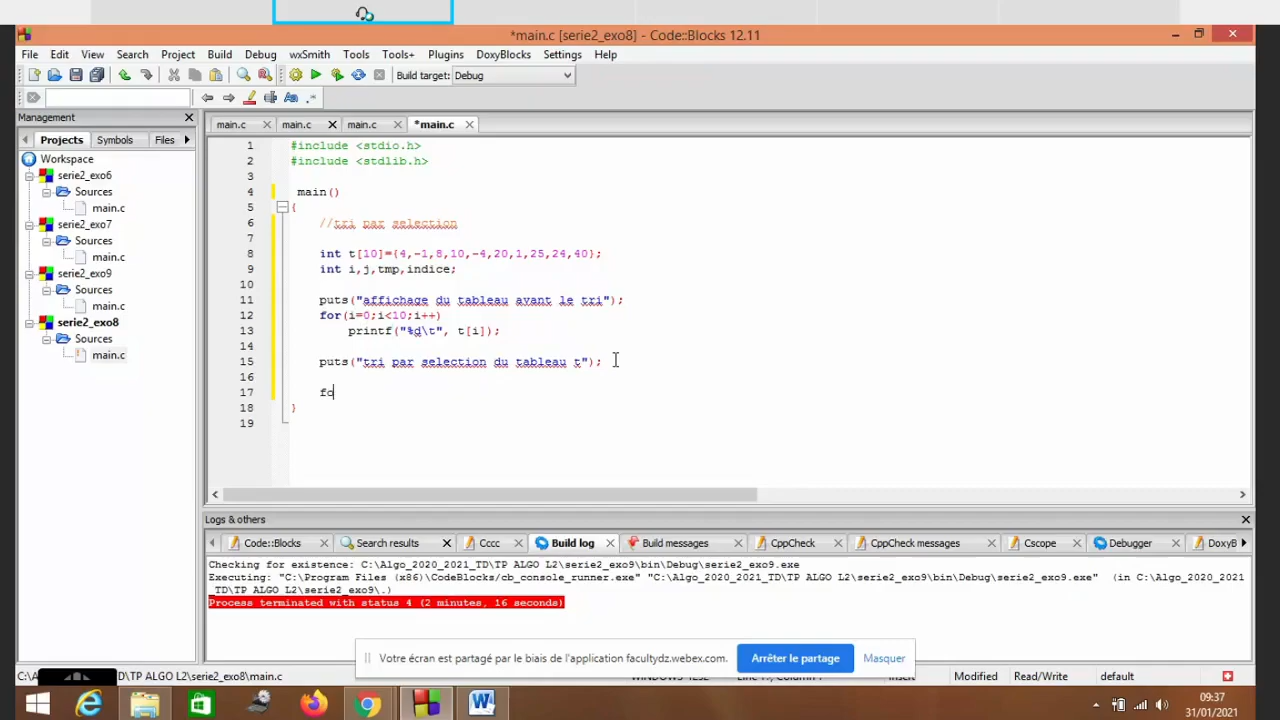 *main.c [serie2_exo8] - Code::Blocks 12.11
File Edit View Search Project Build Debug wxSmith Tools Tools+ Plugins DoxyBlocks Settings Help
Build target: Debug
Management
Projects Symbols Files
Workspace
serie2_exo6
Sources
main.c
serie2_exo7
Sources
main.c
serie2_exo9
Sources
main.c
serie2_exo8
Sources
main.c
main.c main.c main.c *main.c
1 #include <stdio.h>
2 #include <stdlib.h>
3
4 main()
5 {
6 //tri par selection
7
8 int t[10]={4,-1,8,10,-4,20,1,25,24,40};
9 int i,j,tmp,indice;
10
11 puts("affichage du tableau avant le tri");
12 for(i=0;i<10;i++)
13 printf("%d\t", t[i]);
14
15 puts("tri par selection du tableau t");
16
17 fo
18 }
19
Logs & others
Code::Blocks Search results Cccc Build log Build messages CppCheck CppCheck messages Cscope Debugger DoxyB
Checking for existence: C:\Algo_2020_2021_TD\TP ALGO L2\serie2_exo9\bin\Debug\serie2_exo9.exe
Executing: "C:\Program Files (x86)\CodeBlocks/cb_console_runner.exe" "C:\Algo_2020_2021_TD\TP ALGO L2\serie2_exo9\bin\Debug\serie2_exo9.exe" (in C:\Algo_2020_2021
_TD\TP ALGO L2\serie2_exo9\.)
Process terminated with status 4 (2 minutes, 16 seconds)
Votre écran est partagé par le biais de l'application facultydz.webex.com. Arrêter le partage Masquer
D\TP ALGO L2\serie2_exo8\main.c Modified Read/Write default
09:37
31/01/2021